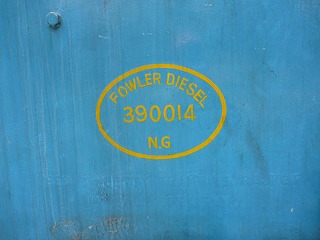 FOWLER DIESEL
390014
N.G